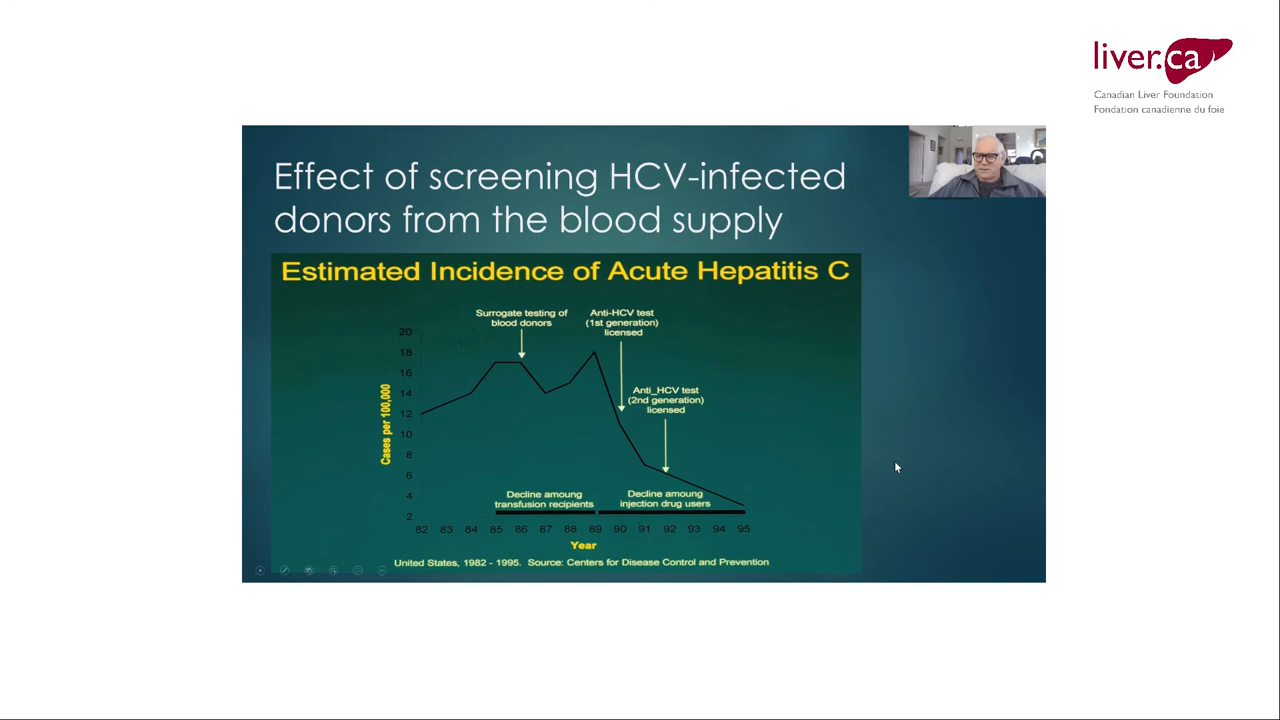 liver.ca
Canadian Liver Foundation
Fondation canadienne du foie
Effect of screening HCV-infected
donors from the blood supply
Estimated Incidence of Acute Hepatitis C
Surrogate testing of
blood donors
Anti-HCV test
(1st generation)
licensed
Anti_HCV test
(2nd generation)
licensed
Cases per 100,000
20
18
16
14
12
10
8
6
4
2
Decline amoung
transfusion recipients
Decline amoung
injection drug users
82 83 84 85 86 87 88 89 90 91 92 93 94 95
Year
United States, 1982 - 1995. Source: Centers for Disease Control and Prevention